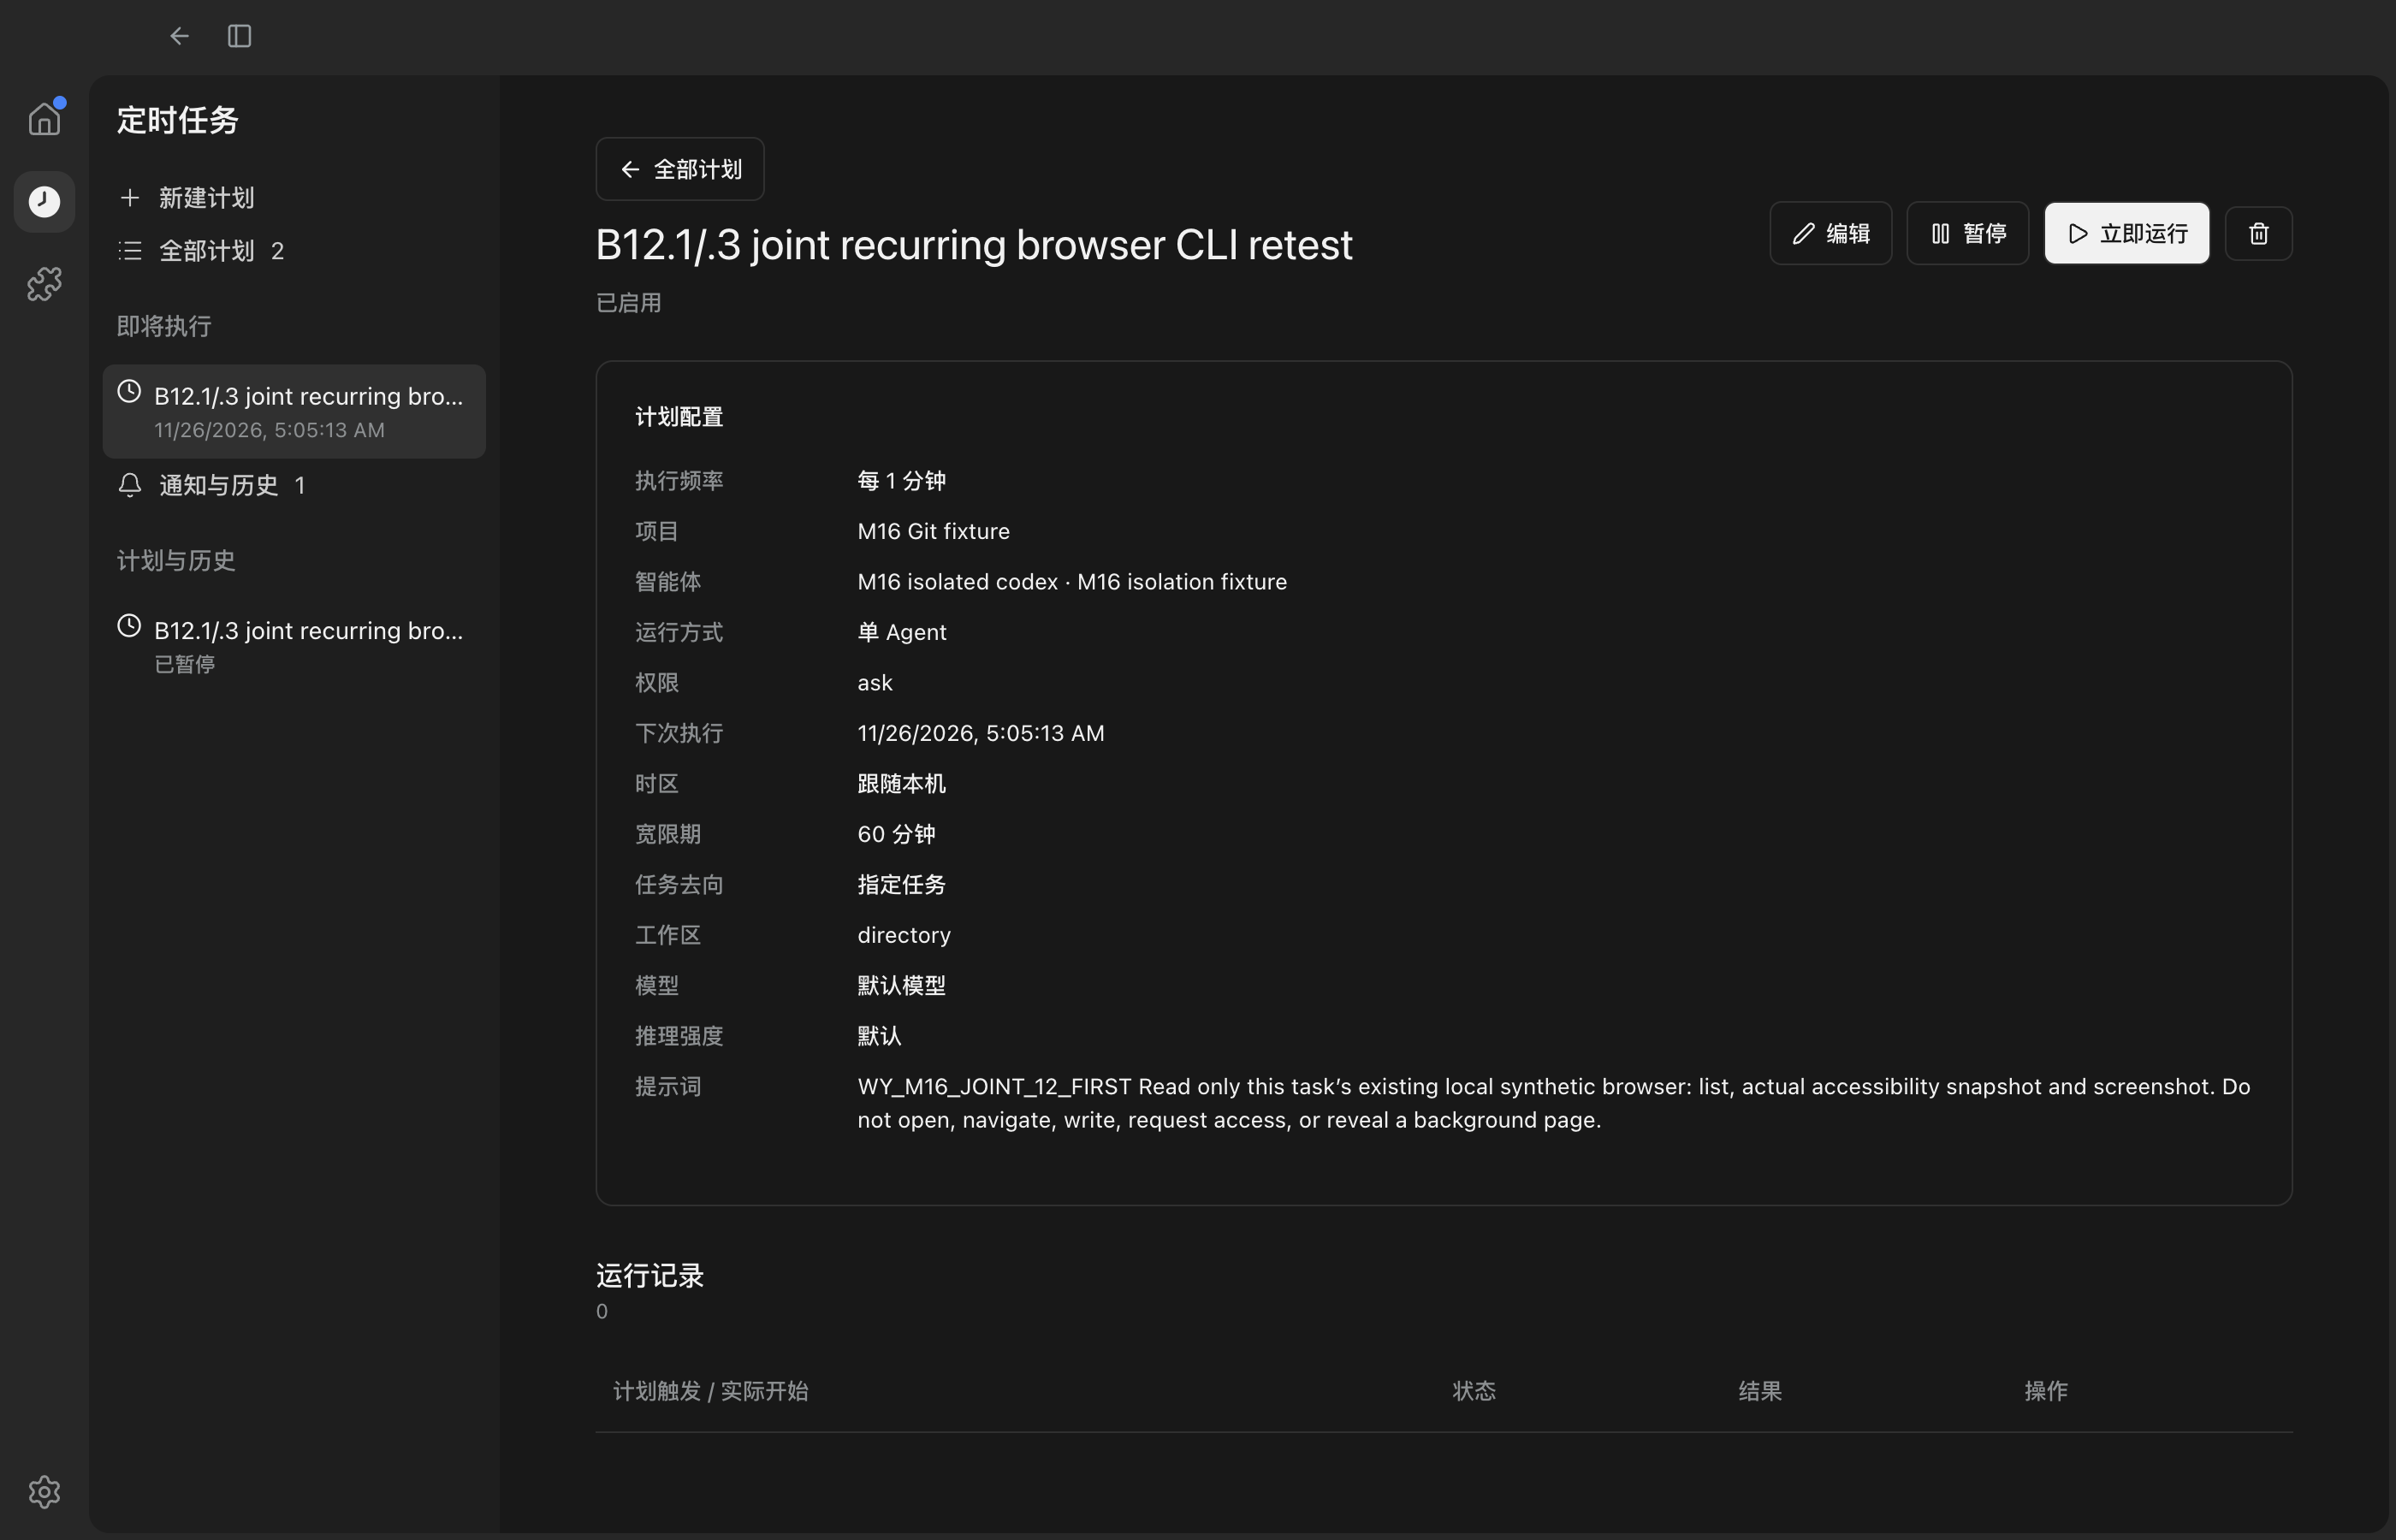 定时任务
新建计划
全部计划 2
即将执行
B12.1/.3 joint recurring bro...
11/26/2026, 5:05:13 AM
通知与历史 1
计划与历史
B12.1/.3 joint recurring bro...
已暂停
全部计划
B12.1/.3 joint recurring browser CLI retest
已启用
编辑
暂停
立即运行
计划配置
执行频率 每 1 分钟
项目 M16 Git fixture
智能体 M16 isolated codex · M16 isolation fixture
运行方式 单 Agent
权限 ask
下次执行 11/26/2026, 5:05:13 AM
时区 跟随本机
宽限期 60 分钟
任务去向 指定任务
工作区 directory
模型 默认模型
推理强度 默认
提示词 WY_M16_JOINT_12_FIRST Read only this task’s existing local synthetic browser: list, actual accessibility snapshot and screenshot. Do
not open, navigate, write, request access, or reveal a background page.
运行记录
0
计划触发 / 实际开始 状态 结果 操作